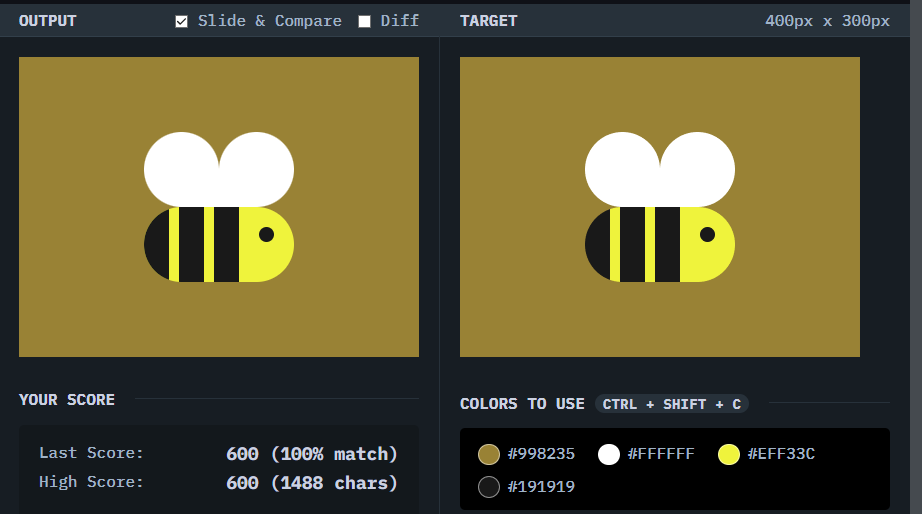 OUTPUT Slide & Compare Diff TARGET 400px x 300px
YOUR SCORE
Last Score: 600 (100% match)
High Score: 600 (1488 chars)
COLORS TO USE CTRL + SHIFT + C
#998235 #FFFFFF #EFF33C
#191919